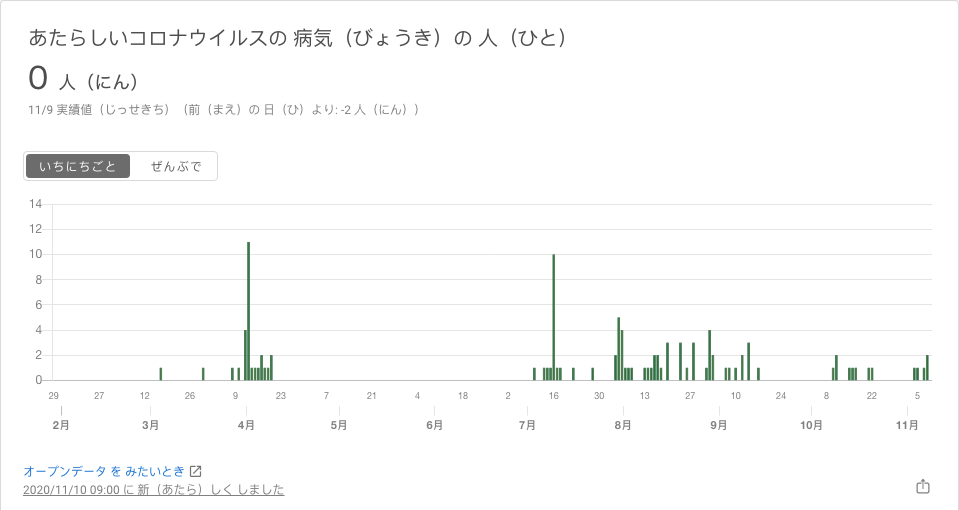 あたらしいコロナウイルスの 病気（びょうき）の 人（ひと）
0 人（にん）
11/9 実績値（じっせきち）（前（まえ）の 日（ひ）より: -2 人（にん））
いちにちごと ぜんぶで
14
12
10
8
6
4
2
0
29 27 12 26 9 23 7 21 4 18 2 16 30 13 27 10 24 8 22 5
2月 3月 4月 5月 6月 7月 8月 9月 10月 11月
オープンデータ を みたいとき
2020/11/10 09:00 に 新（あたら）しく しました